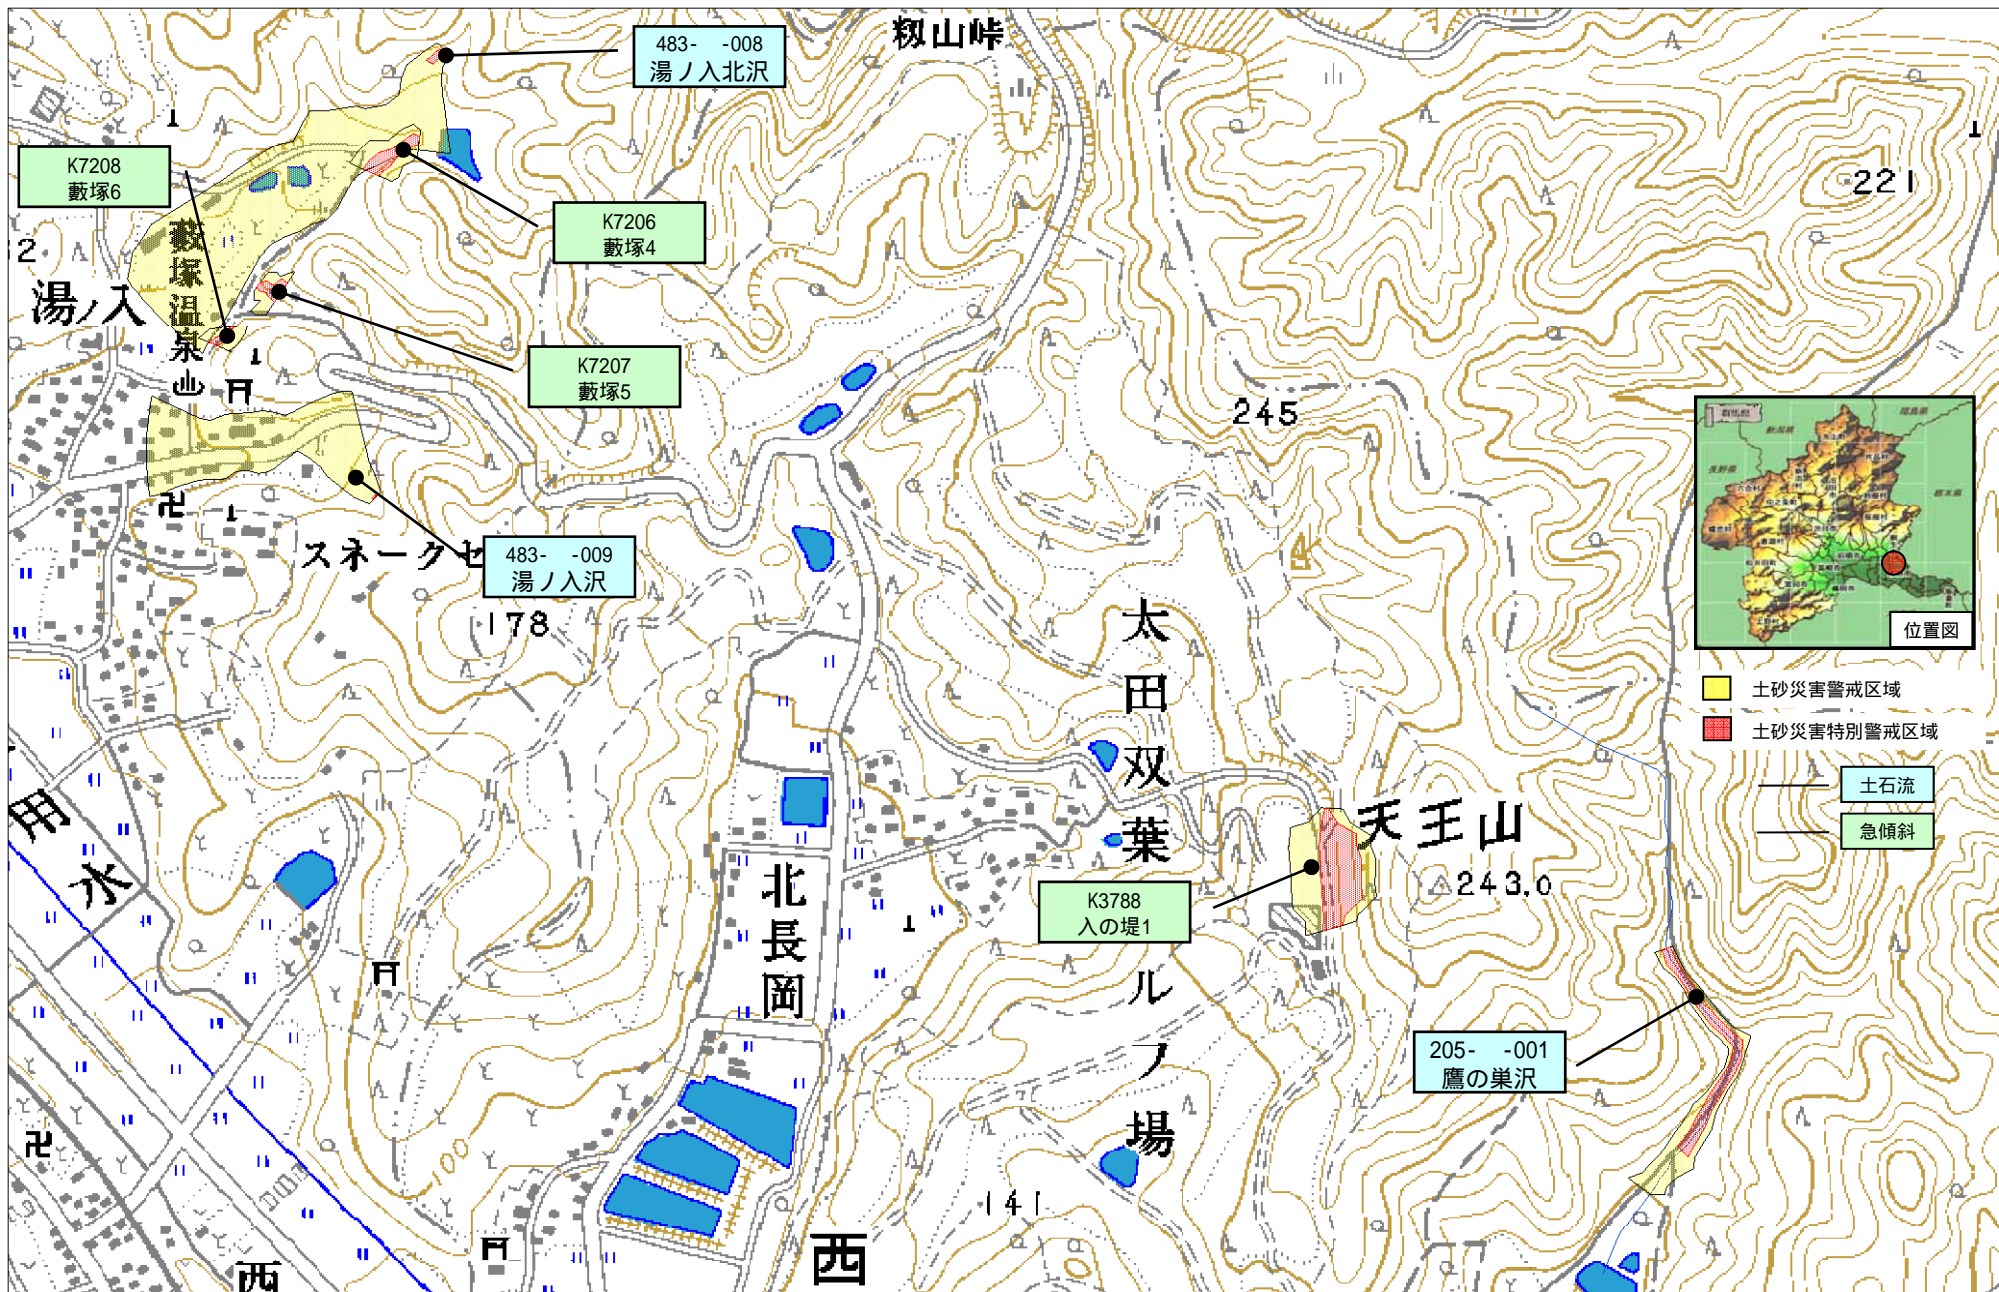 籾山峠
483-　-008
湯ノ入北沢
K7208
藪塚6
K7206
藪塚4
221
湯ノ入
藪塚温泉
K7207
藪塚5
245
483-　-009
湯ノ入沢
スネークセ
178
太田双葉
ルフ場
位置図
土砂災害警戒区域
土砂災害特別警戒区域
土石流
急傾斜
天王山
243.0
K3788
入の堤1
用水
北長岡
205-　-001
鷹の巣沢
100
141
西
西